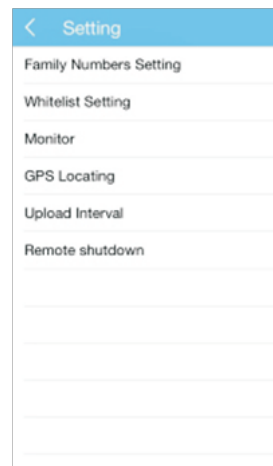 Setting
Family Numbers Setting
Whitelist Setting
Monitor
GPS Locating
Upload Interval
Remote shutdown